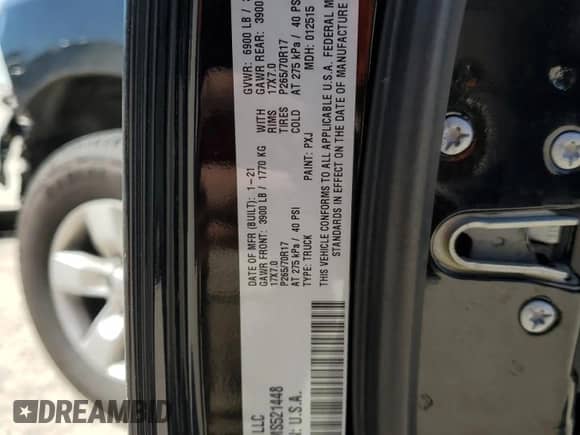 LLC
MS521448
U.S.A.
DATE OF MFR (BUILT): 1-21
GVWR: 6900 LB /
GAWR FRONT: 3900 LB / 1770 KG WITH
GAWR REAR: 3900
17X7.0 RIMS 17X7.0
P265/70R17 TIRES P265/70R17
AT 275 kPa / 40 PSI COLD AT 275 kPa / 40 PSI
TYPE: TRUCK PAINT: PXJ MDH: 012515
THIS VEHICLE CONFORMS TO ALL APPLICABLE U.S.A. FEDERAL
STANDARDS IN EFFECT ON THE DATE OF MANUFACTURE
DREAMBID